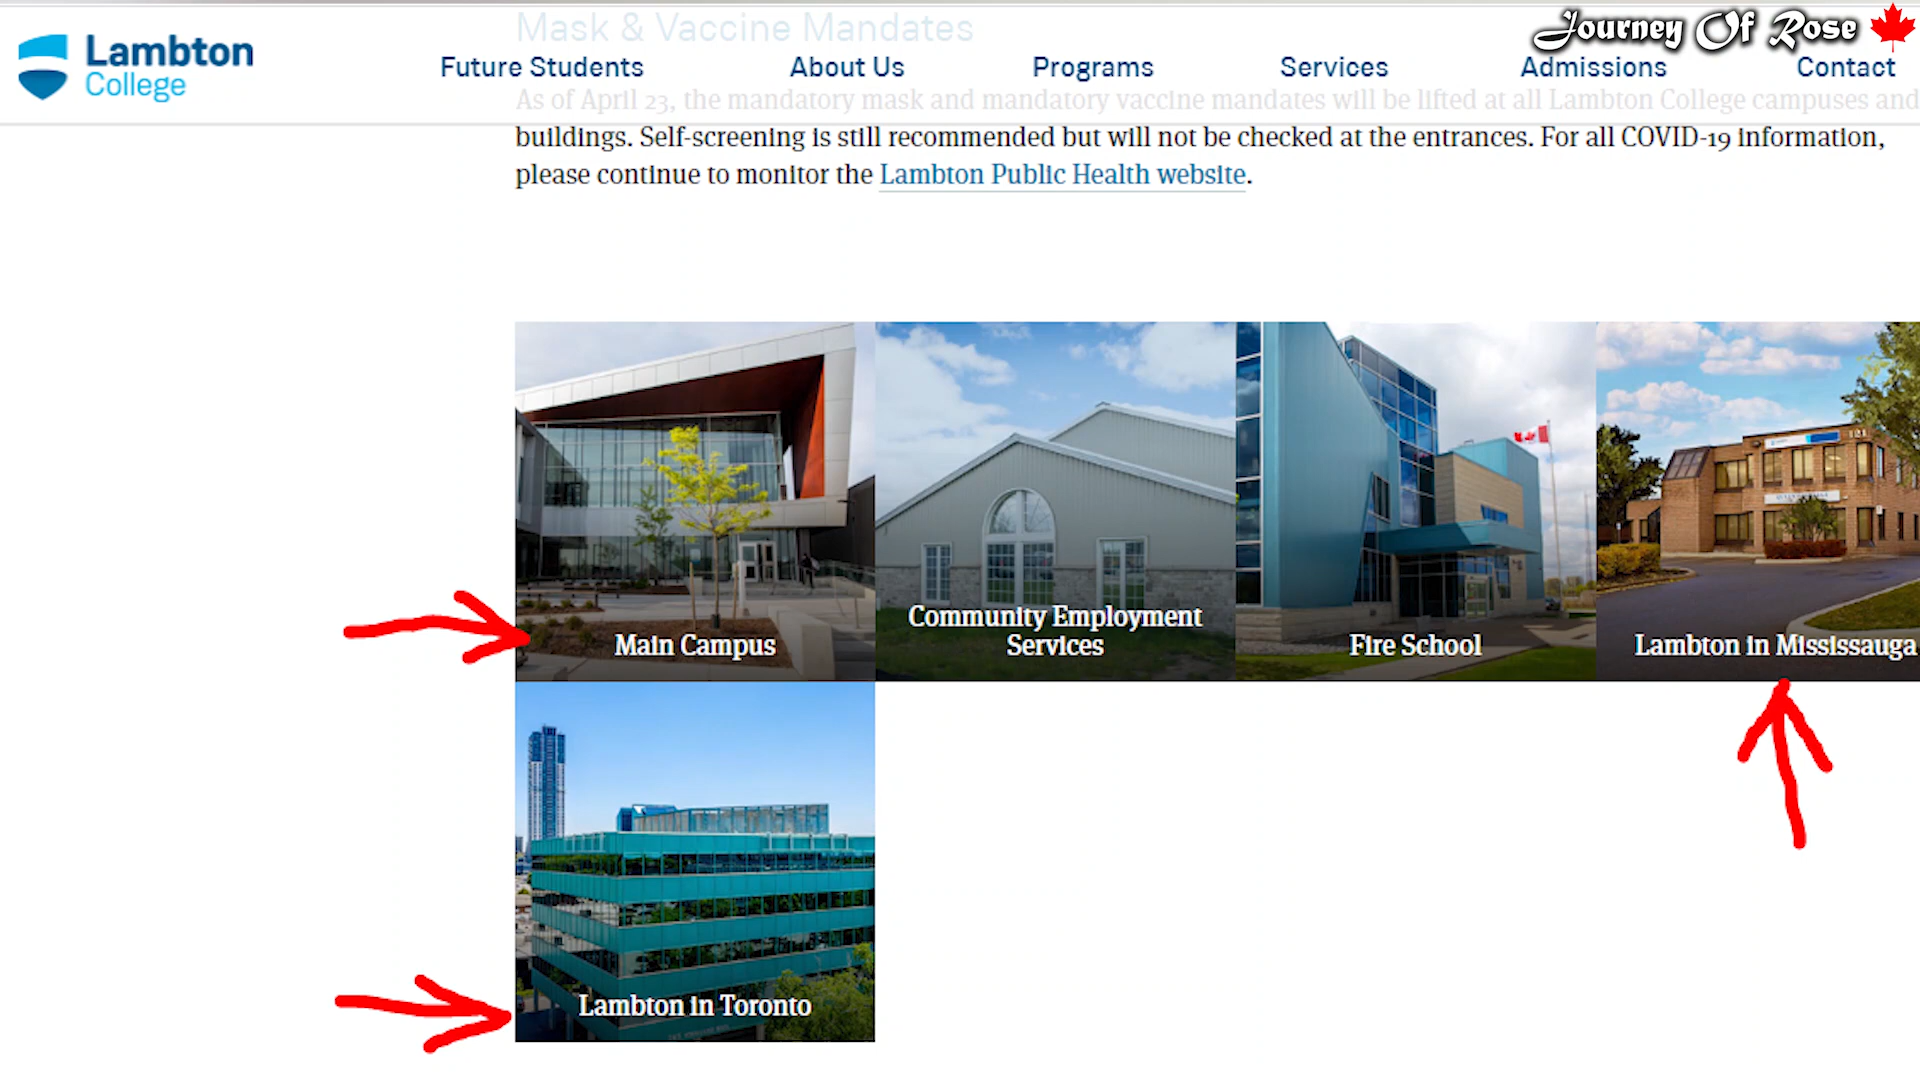 Mask & Vaccine Mandates
Journey Of Rose
Lambton
College
Future Students
About Us
Programs
Services
Admissions
Contact
As of April 23, the mandatory mask and mandatory vaccine mandates will be lifted at all Lambton College campuses and
buildings. Self-screening is still recommended but will not be checked at the entrances. For all COVID-19 information,
please continue to monitor the Lambton Public Health website.
Main Campus
Community Employment
Services
Fire School
Lambton in Mississauga
Lambton in Toronto